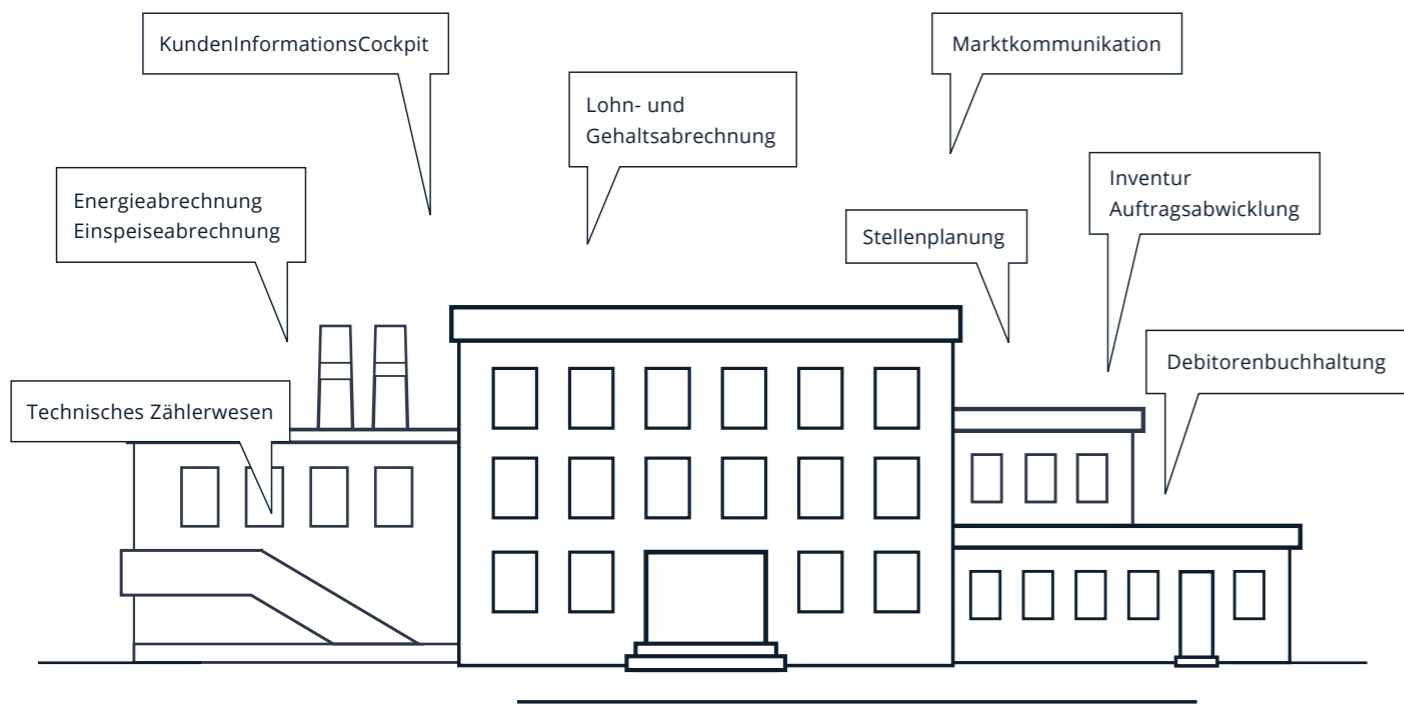 KundenInformationsCockpit
Marktkommunikation
Lohn- und
Gehaltsabrechnung
Energieabrechnung
Einspeiseabrechnung
Inventur
Auftragsabwicklung
Stellenplanung
Debitorenbuchhaltung
Technisches Zählerwesen